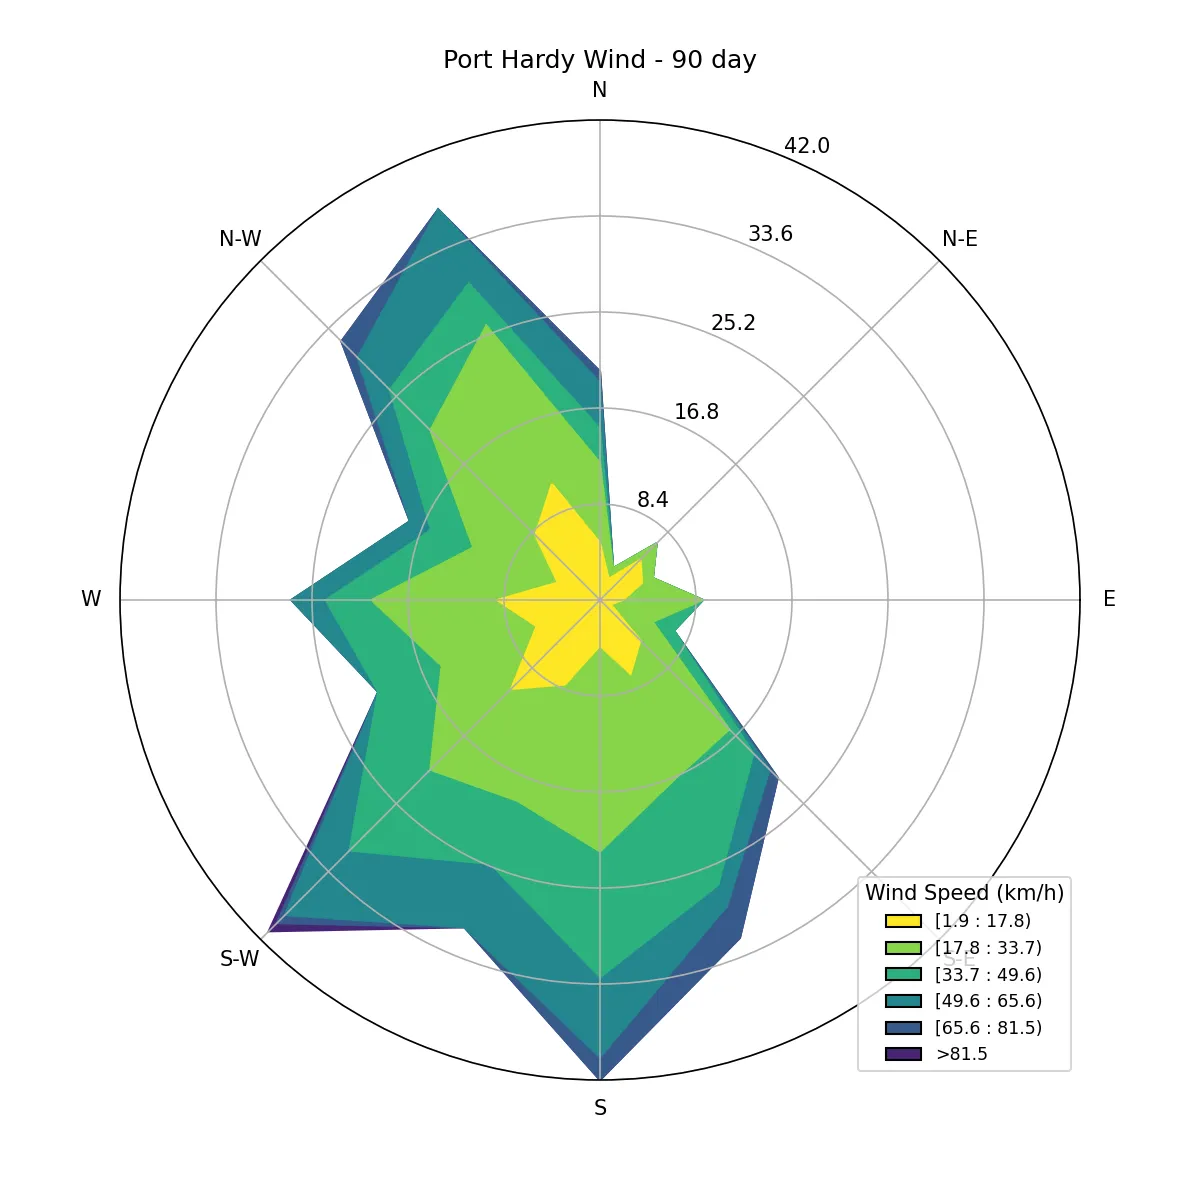 Port Hardy Wind - 90 day
N
42.0
N-W
33.6
N-E
25.2
16.8
8.4
W
E
Wind Speed (km/h)
[1.9 : 17.8)
[17.8 : 33.7)
S-W
S-E
[33.7 : 49.6)
[49.6 : 65.6)
[65.6 : 81.5)
>81.5
S